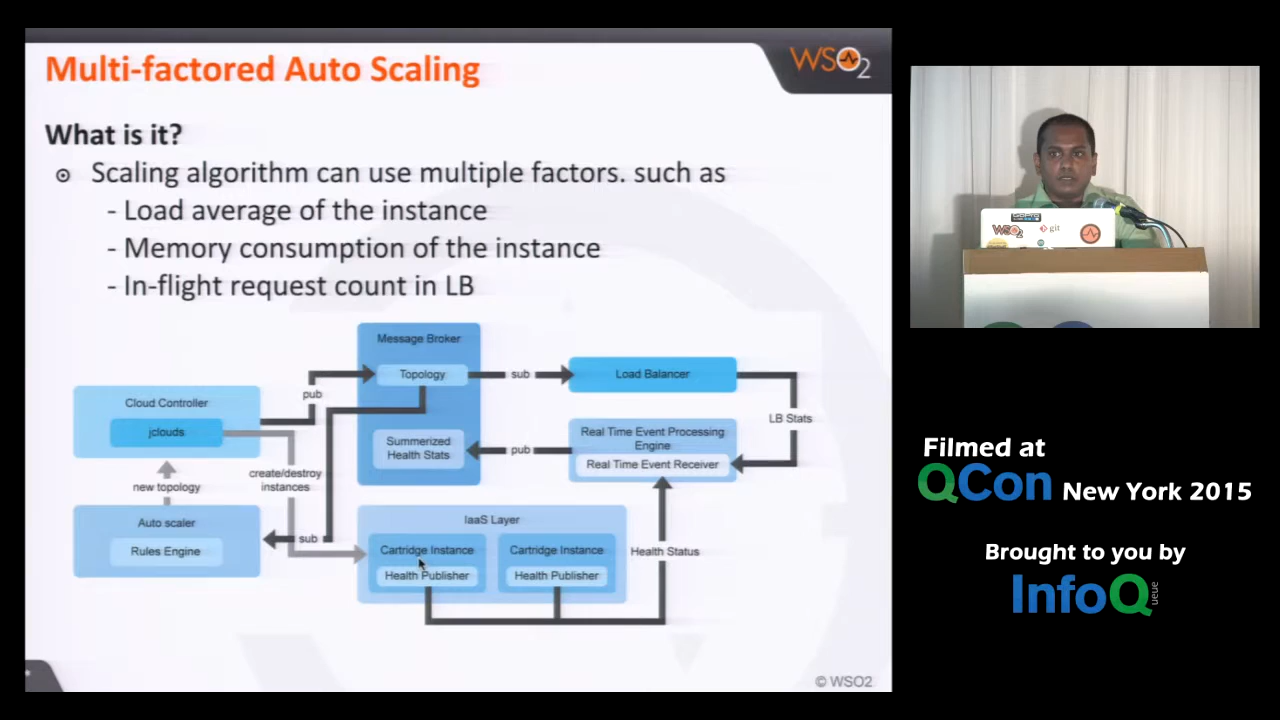 Multi-factored Auto Scaling
WSO2
What is it?
Scaling algorithm can use multiple factors. such as
- Load average of the instance
- Memory consumption of the instance
- In-flight request count in LB
Message Broker
Topology
sub
Load Balancer
pub
Cloud Controller
jclouds
LB Stats
Summerized
Health Stats
pub
Real Time Event Processing
Engine
Real Time Event Receiver
create/destroy
instances
new topology
Auto scaler
Rules Engine
sub
IaaS Layer
Cartridge Instance
Health Publisher
Cartridge Instance
Health Publisher
Health Status
© WSO2
GoPro
WSO2
git
Filmed at
QCon New York 2015
Brought to you by
InfoQ
ueue